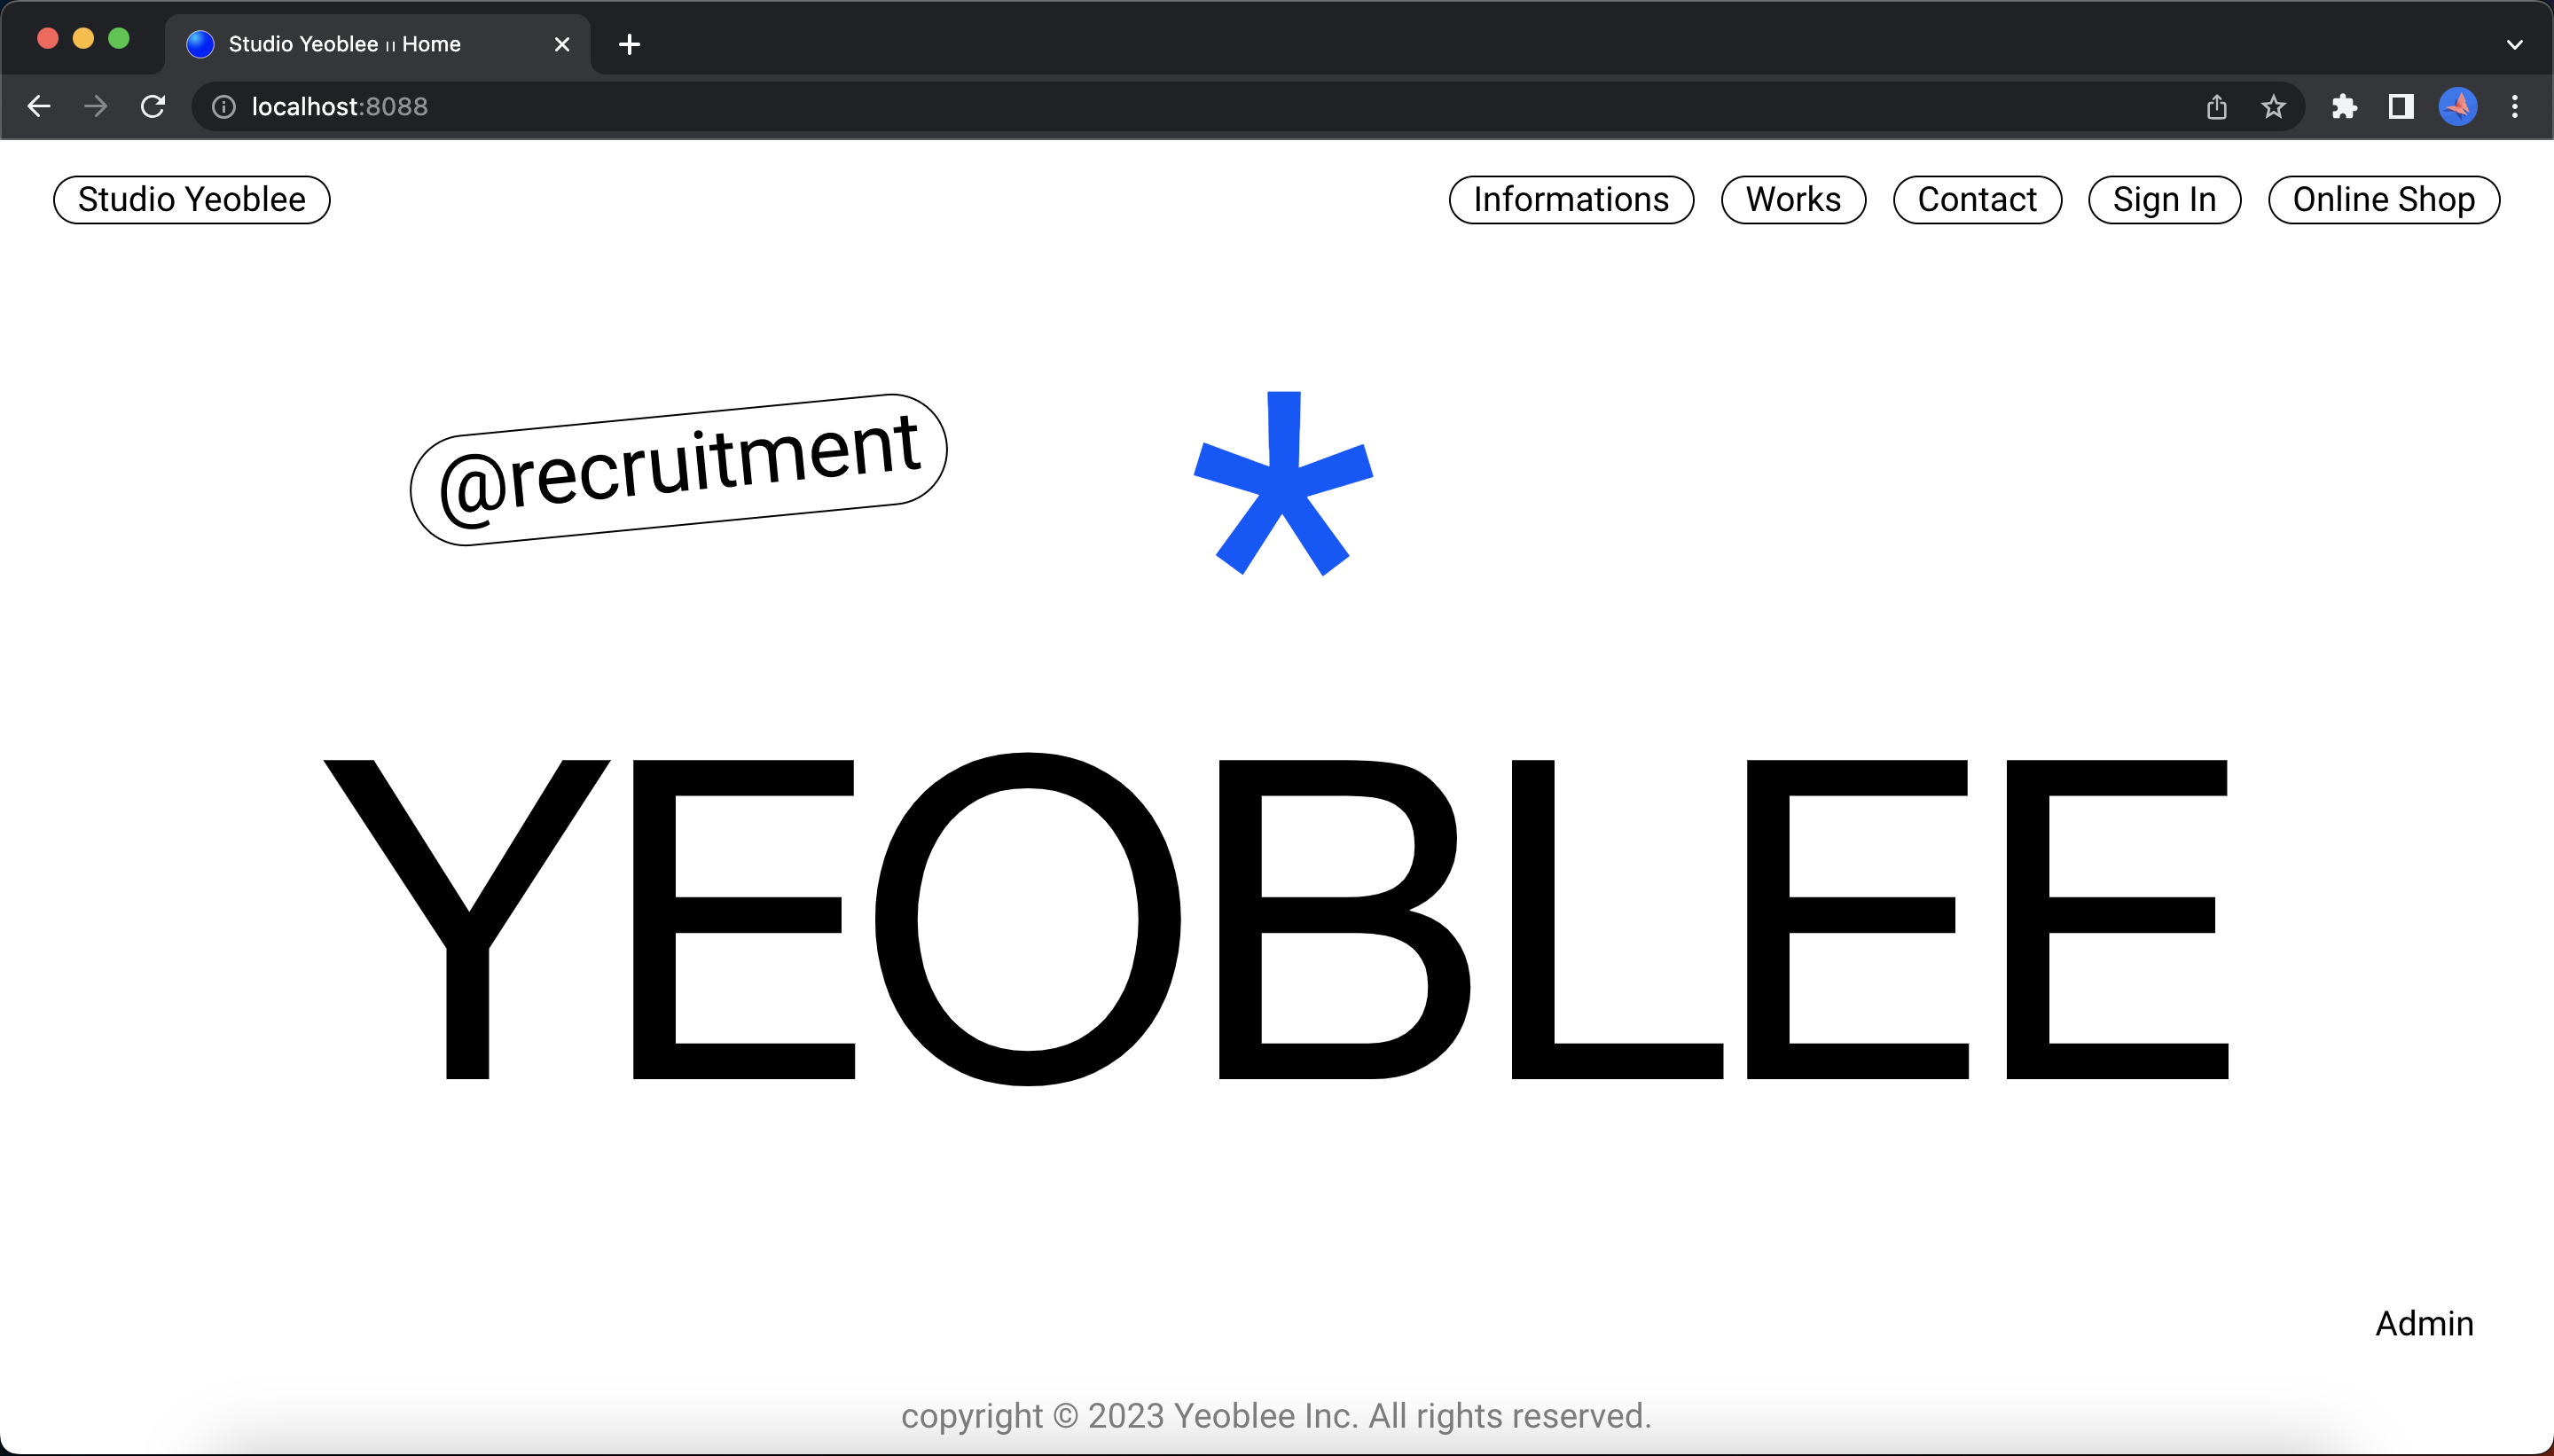 Studio Yeoblee ıı Home
localhost:8088
Studio Yeoblee
Informations
Works
Contact
Sign In
Online Shop
@recruitment
*
YEOBLEE
Admin
copyright © 2023 Yeoblee Inc. All rights reserved.